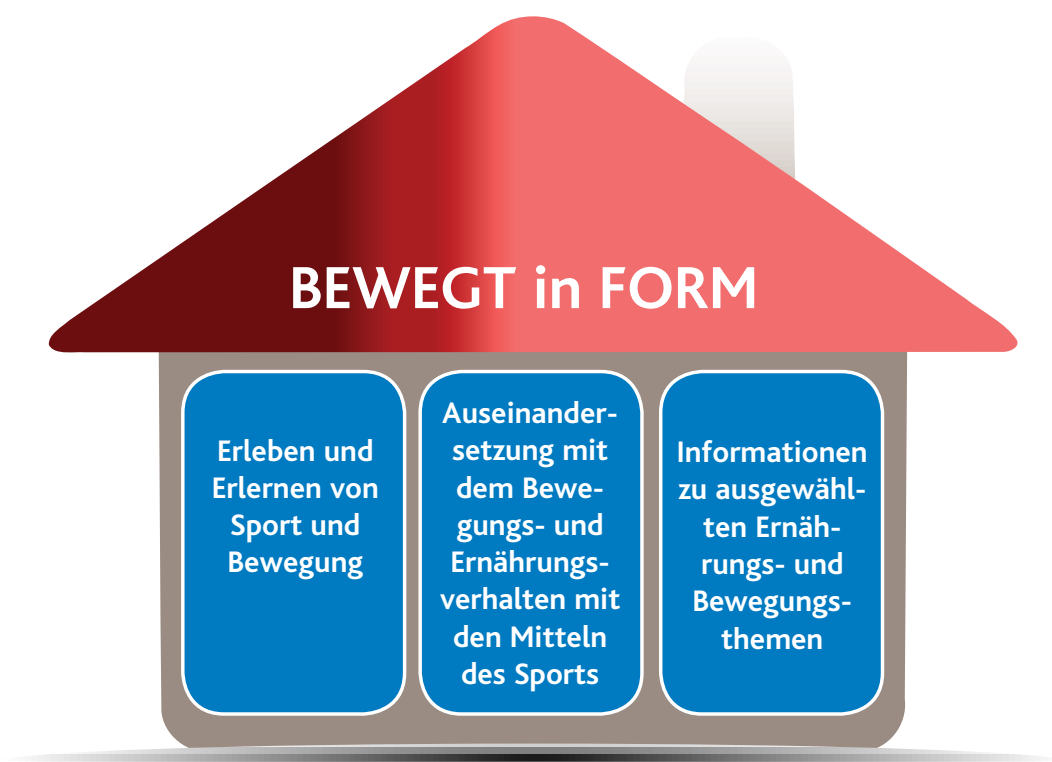 BEWEGT in FORM
Erleben und
Erlernen von
Sport und
Bewegung
Auseinander-
setzung mit
dem Bewe-
gungs- und
Ernährungs-
verhalten mit
den Mitteln
des Sports
Informationen
zu ausgewähl-
ten Ernäh-
rungs- und
Bewegungs-
themen